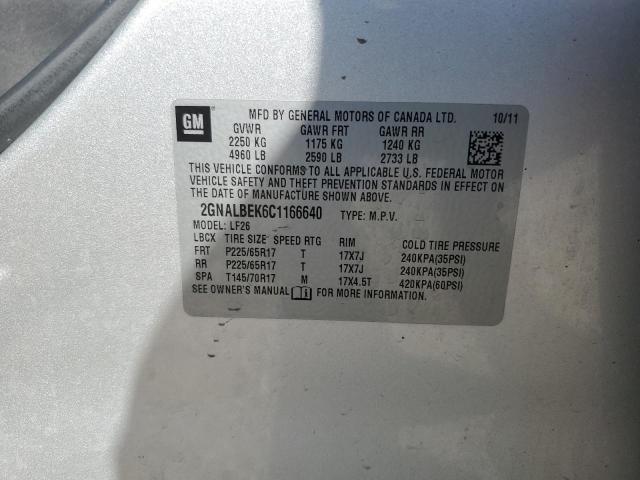 GM
MFD BY GENERAL MOTORS OF CANADA LTD. 10/11
GVWR GAWR FRT GAWR RR
2250 KG 1175 KG 1240 KG
4960 LB 2590 LB 2733 LB
THIS VEHICLE CONFORMS TO ALL APPLICABLE U.S. FEDERAL MOTOR
VEHICLE SAFETY AND THEFT PREVENTION STANDARDS IN EFFECT ON
THE DATE OF MANUFACTURE SHOWN ABOVE.
2GNALBEK6C1166640 TYPE: M.P.V.
MODEL: LF26
LBCX TIRE SIZE SPEED RTG RIM COLD TIRE PRESSURE
FRT P225/65R17 T 17X7J 240KPA(35PSI)
RR P225/65R17 T 17X7J 240KPA(35PSI)
SPA T145/70R17 M 17X4.5T 420KPA(60PSI)
SEE OWNER'S MANUAL FOR MORE INFORMATION.